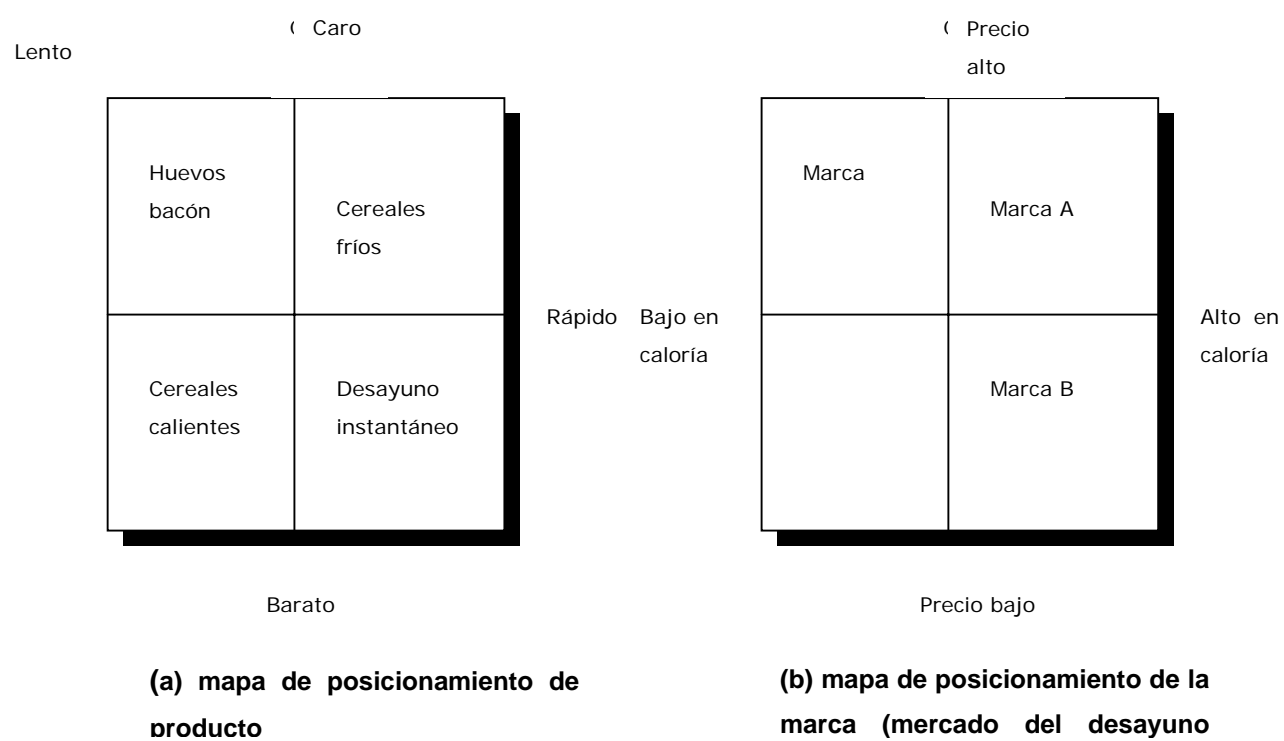 Caro
Lento
Huevos
bacón
Cereales
fríos
Rápido
Cereales
calientes
Desayuno
instantáneo
Barato
(a) mapa de posicionamiento de
producto
Precio
alto
Marca
Marca A
Bajo en
caloría
Alto en
caloría
Marca B
Precio bajo
(b) mapa de posicionamiento de la
marca (mercado del desayuno